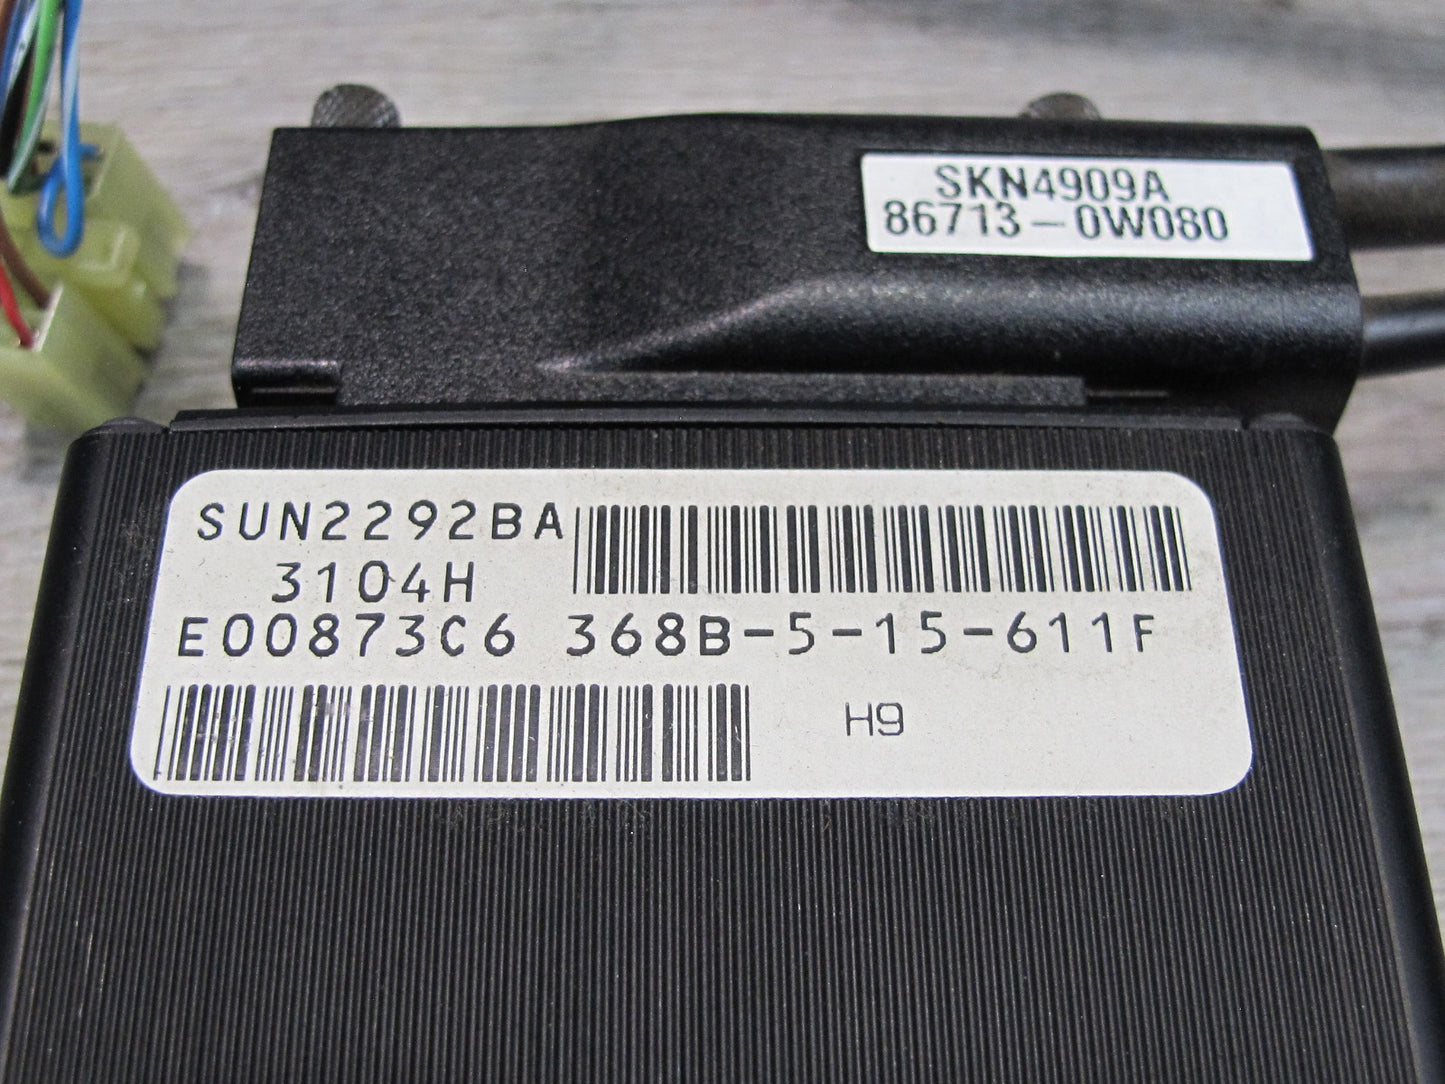 SKN4909A
86713-0W080
SUN2292BA
3104H
E00873C6 368B-5-15-611F
H9